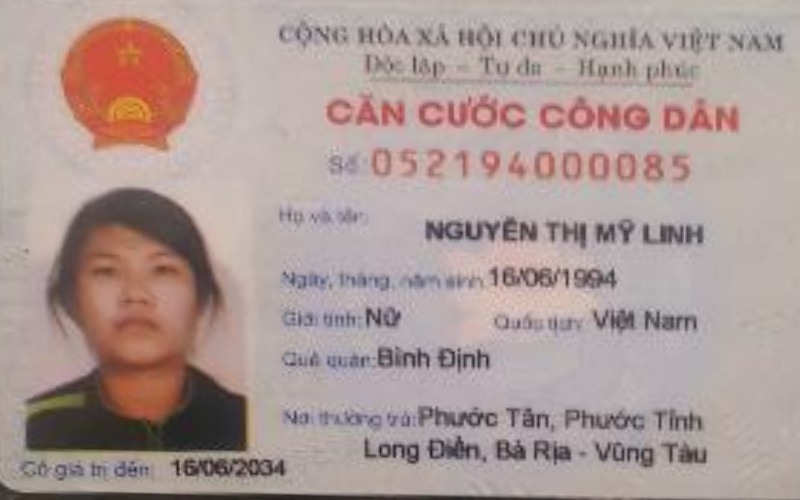 CỘNG HÒA XÃ HỘI CHỦ NGHĨA VIỆT NAM
Độc lập - Tự do - Hạnh phúc
CĂN CƯỚC CÔNG DÂN
Số: 052194000085
Họ và tên:
NGUYỄN THỊ MỸ LINH
Ngày, tháng, năm sinh: 16/06/1994
Giới tính: Nữ Quốc tịch: Việt Nam
Quê quán: Bình Định
Nơi thường trú: Phước Tân, Phước Tỉnh
Long Điền, Bà Rịa - Vũng Tàu
Có giá trị đến: 16/06/2034